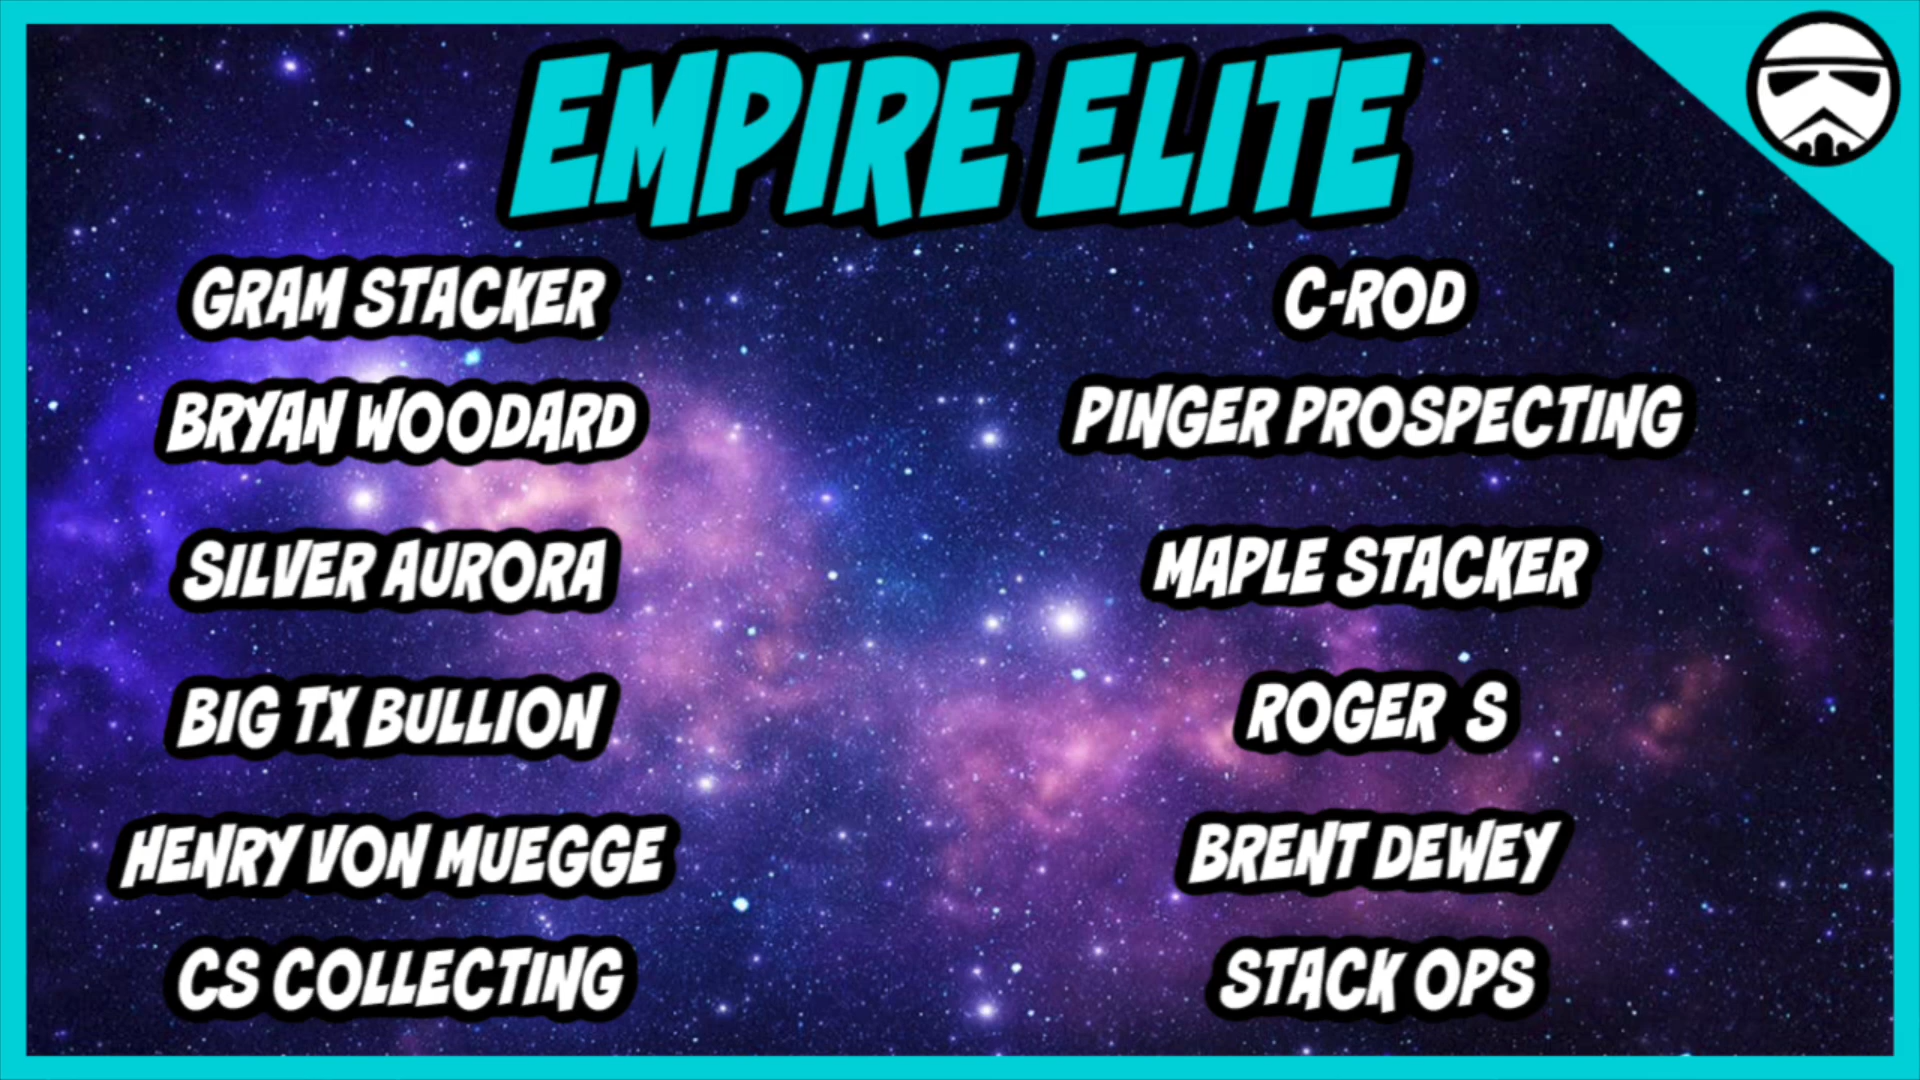 EMPIRE ELITE
GRAM STACKER
BRYAN WOODARD
SILVER AURORA
BIG TX BULLION
HENRY VON MUEGGE
CS COLLECTING
C-ROD
PINGER PROSPECTING
MAPLE STACKER
ROGER S
BRENT DEWEY
STACK OPS